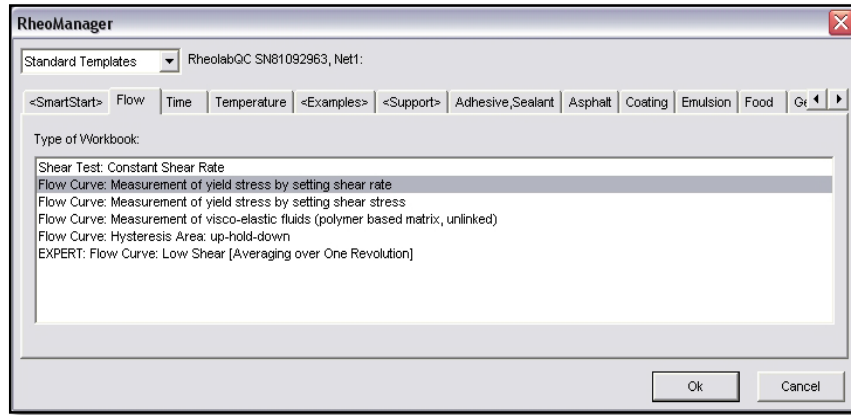 RheoManager
Standard Templates RheolabQC SN81092963, Net1:
<SmartStart> Flow Time Temperature <Examples> <Support> Adhesive,Sealant Asphalt Coating Emulsion Food
Type of Workbook:
Shear Test: Constant Shear Rate
Flow Curve: Measurement of yield stress by setting shear rate
Flow Curve: Measurement of yield stress by setting shear stress
Flow Curve: Measurement of visco-elastic fluids (polymer based matrix, unlinked)
Flow Curve: Hysteresis Area: up-hold-down
EXPERT: Flow Curve: Low Shear [Averaging over One Revolution]
Ok Cancel